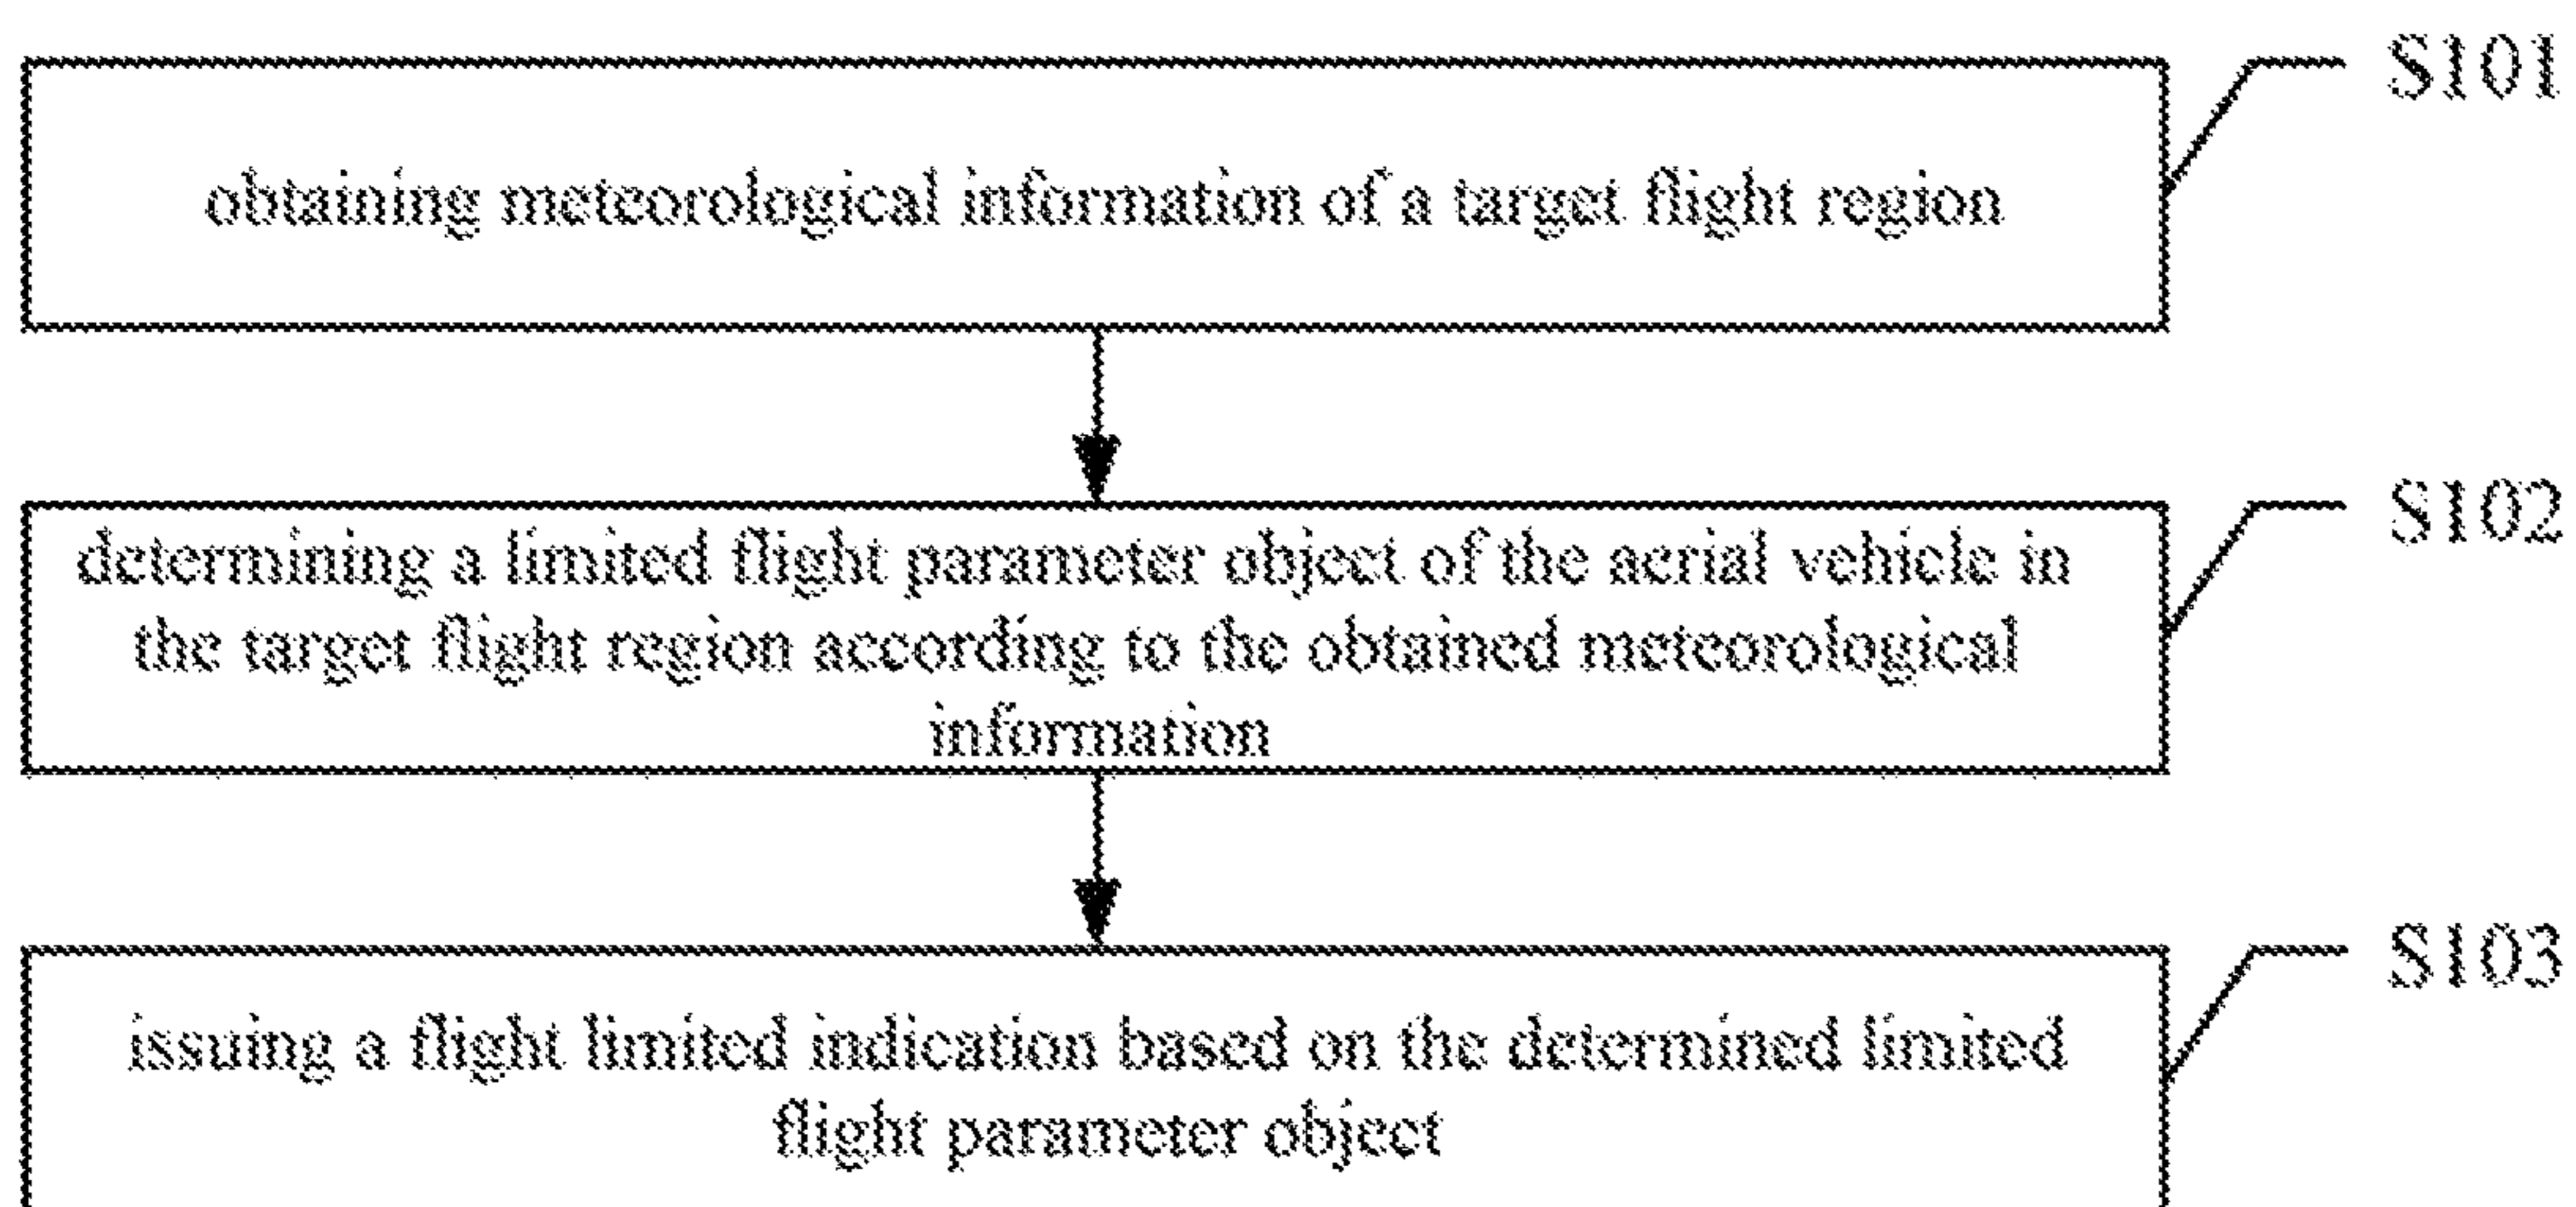 S101
obtaining meteorological information of a target flight region
S102
determining a limited flight parameter object of the aerial vehicle in
the target flight region according to the obtained meteorological
information
S103
issuing a flight limited indication based on the determined limited
flight parameter object